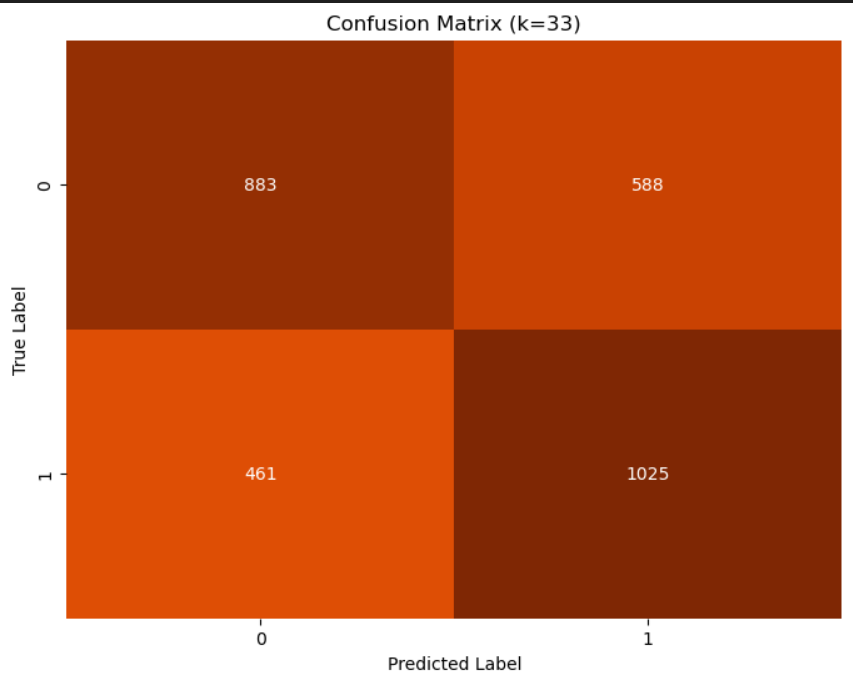 Confusion Matrix (k=33)
0
883
588
True Label
1
461
1025
0
1
Predicted Label